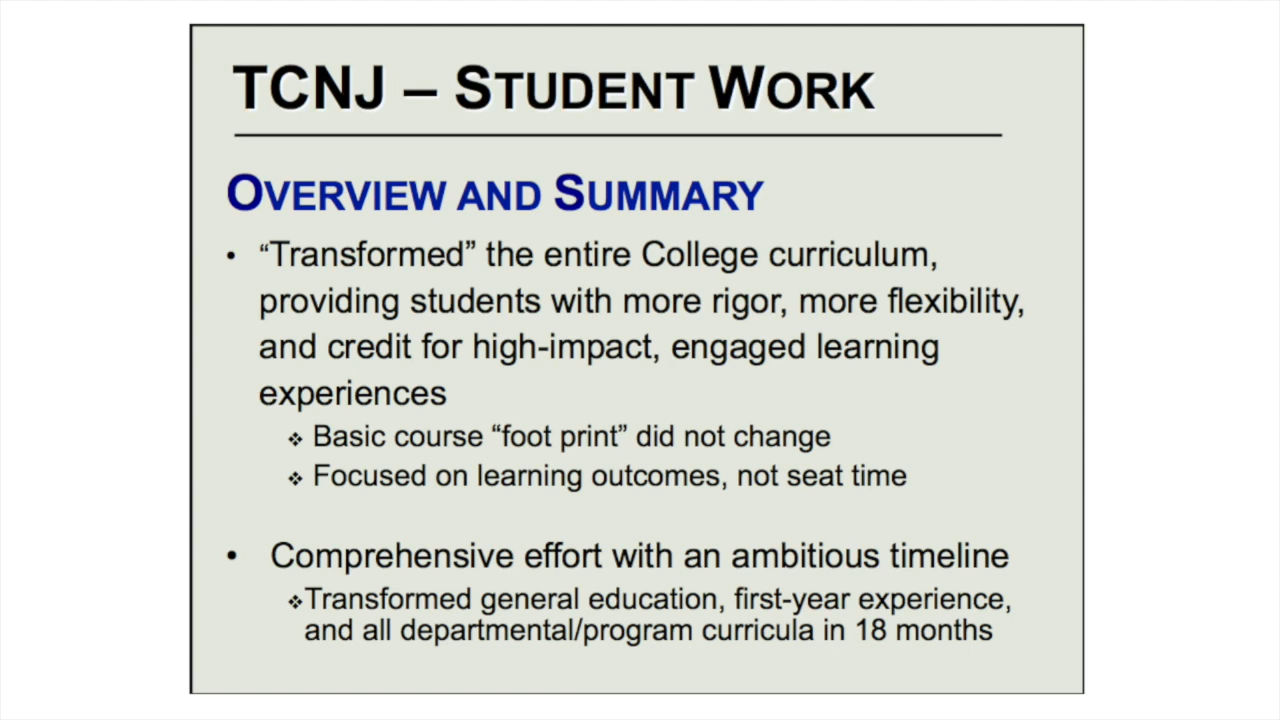 TCNJ – STUDENT WORK
OVERVIEW AND SUMMARY
• “Transformed” the entire College curriculum,
providing students with more rigor, more flexibility,
and credit for high-impact, engaged learning
experiences
❖ Basic course “foot print” did not change
❖ Focused on learning outcomes, not seat time
• Comprehensive effort with an ambitious timeline
❖Transformed general education, first-year experience,
and all departmental/program curricula in 18 months